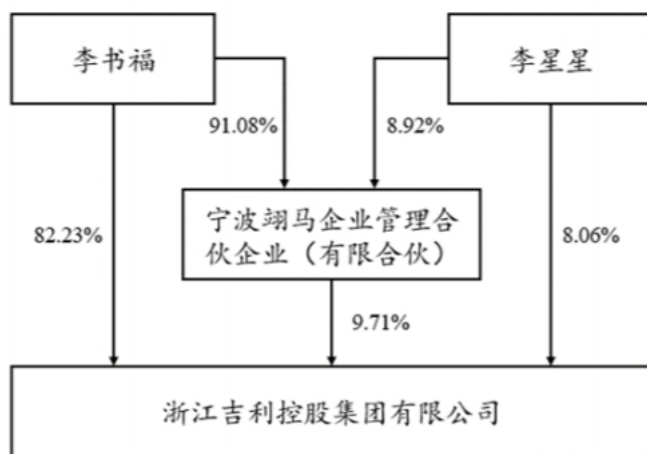 李书福
李星星
91.08%
8.92%
宁波翊马企业管理合
伙企业（有限合伙）
82.23%
8.06%
9.71%
浙江吉利控股集团有限公司